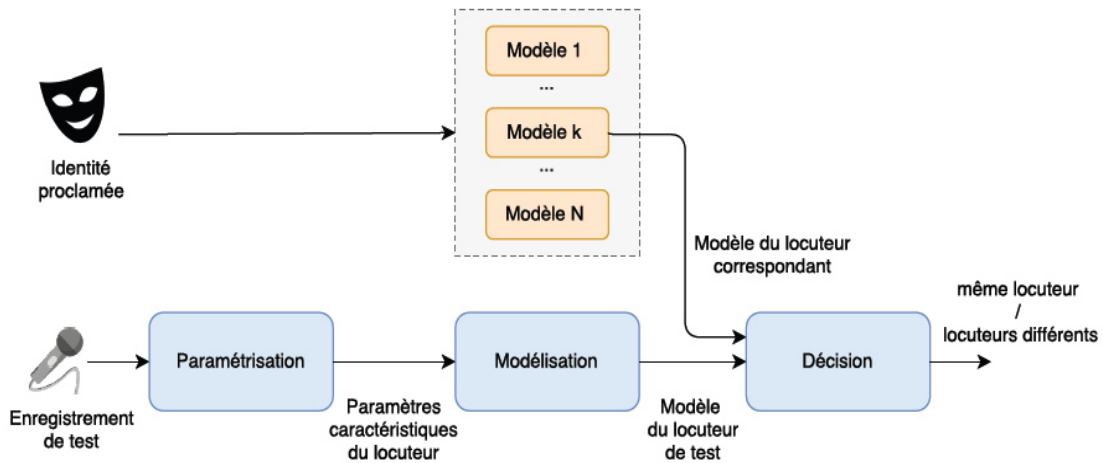 Modèle 1
...
Modèle k
...
Modèle N
Identité
proclamée
Modèle du locuteur
correspondant
même locuteur
/
locuteurs différents
Paramétrisation
Modélisation
Décision
Enregistrement
de test
Paramètres
caractéristiques
du locuteur
Modèle
du locuteur
de test